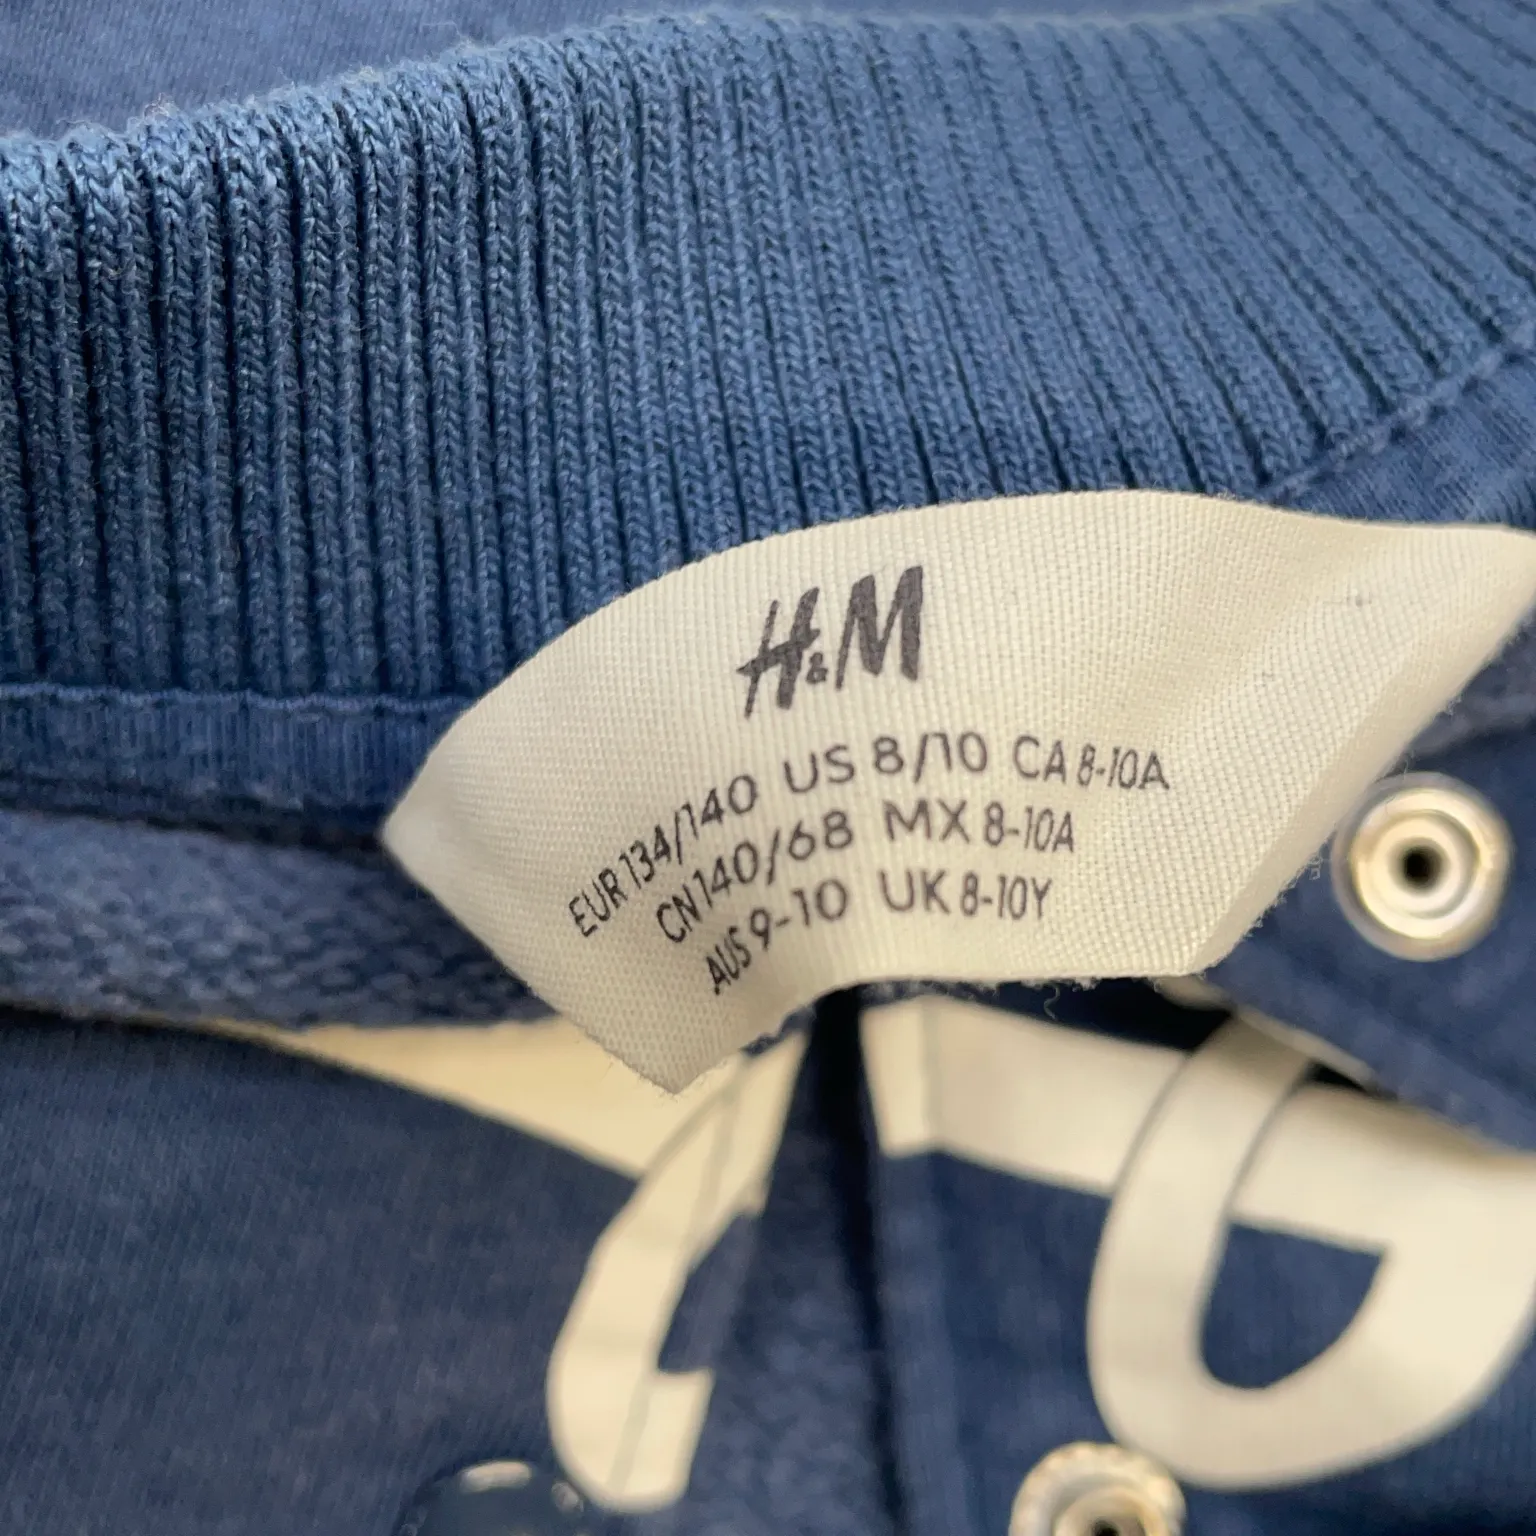 H&M
EUR 134/140 US 8/10 CA 8-10A
CN 140/68 MX 8-10A
AUS 9-10 UK 8-10Y